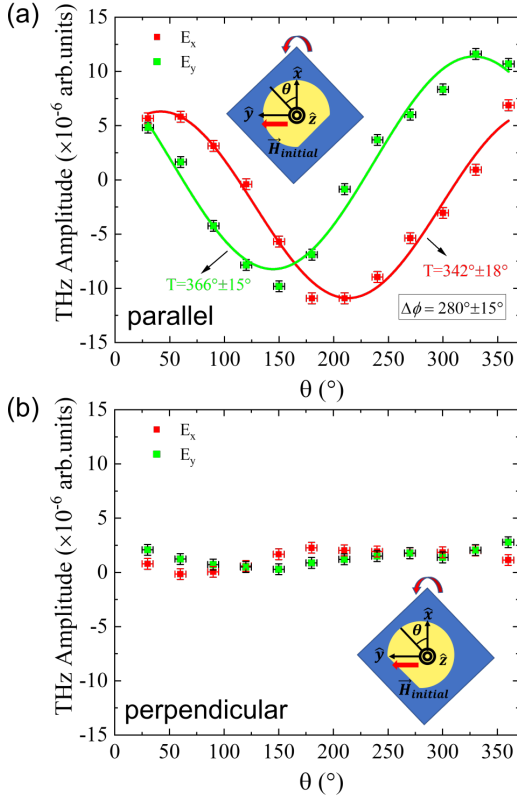 (a)
THz Amplitude (×10⁻⁶ arb.units)
15
10
5
0
-5
-10
-15
E_x
E_y
x̂
θ
ŷ
ẑ
H⃗_initial
T=366°±15°
T=342°±18°
Δϕ = 280°±15°
parallel
0 50 100 150 200 250 300 350
θ (°)
(b)
THz Amplitude (×10⁻⁶ arb.units)
15
10
5
0
-5
-10
-15
E_x
E_y
x̂
θ
ŷ
ẑ
H⃗_initial
perpendicular
0 50 100 150 200 250 300 350
θ (°)